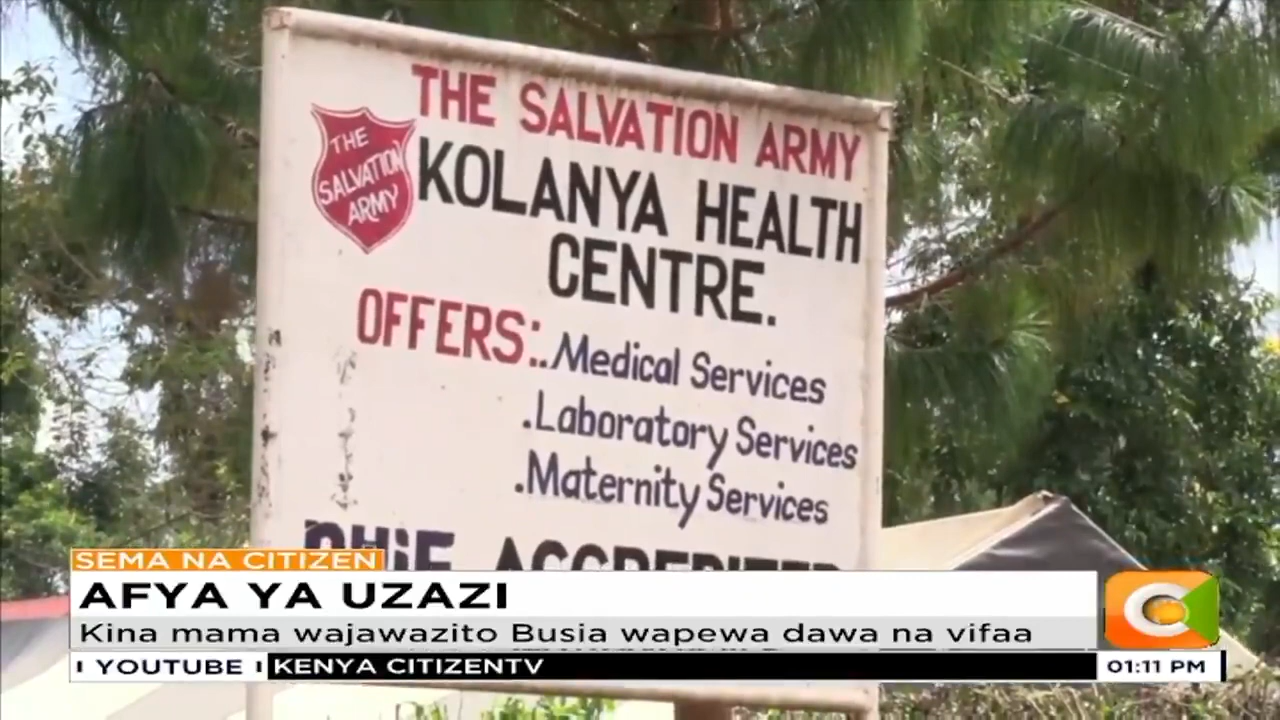 THE SALVATION ARMY
THE
SALVATION
ARMY
KOLANYA HEALTH
CENTRE.
OFFERS:.Medical Services
.Laboratory Services
.Maternity Services
ACCREDITED
SEMA NA CITIZEN
AFYA YA UZAZI
Kina mama wajawazito Busia wapewa dawa na vifaa
YOUTUBE
KENYA CITIZENTV
01:11 PM